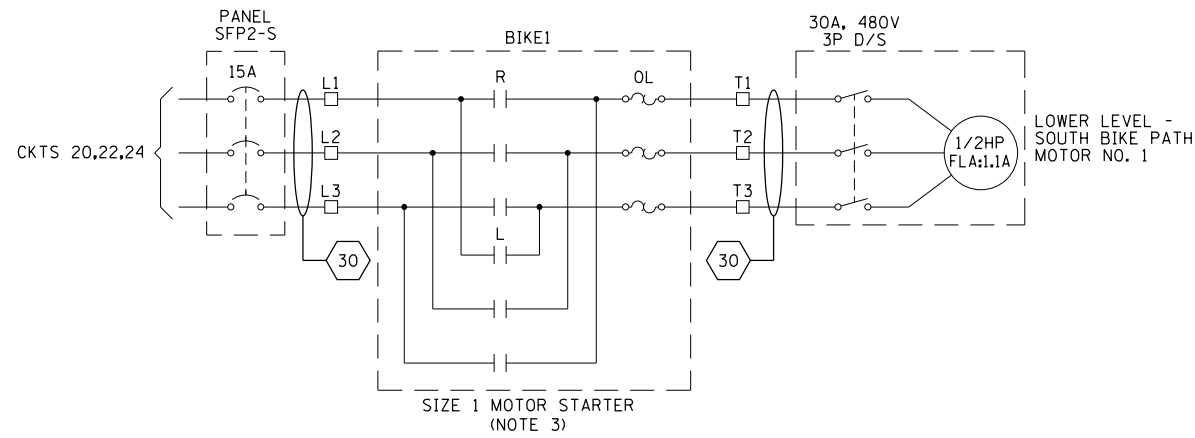 PANEL
SFP2-S
15A
CKTS 20,22,24
L1
L2
L3
30
BIKE1
R
OL
L
SIZE 1 MOTOR STARTER
(NOTE 3)
T1
T2
T3
30
30A, 480V
3P D/S
1/2HP
FLA:1.1A
LOWER LEVEL -
SOUTH BIKE PATH
MOTOR NO. 1